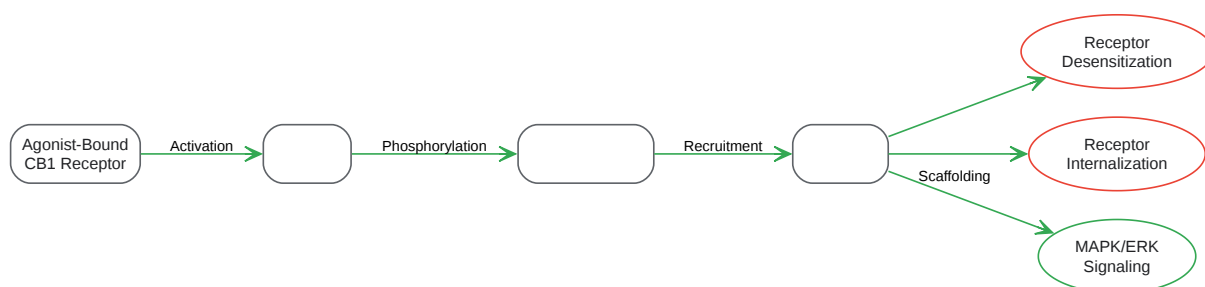 Receptor
Desensitization
Agonist-Bound
CB1 Receptor
Activation
Phosphorylation
Recruitment
Receptor
Internalization
Scaffolding
MAPK/ERK
Signaling